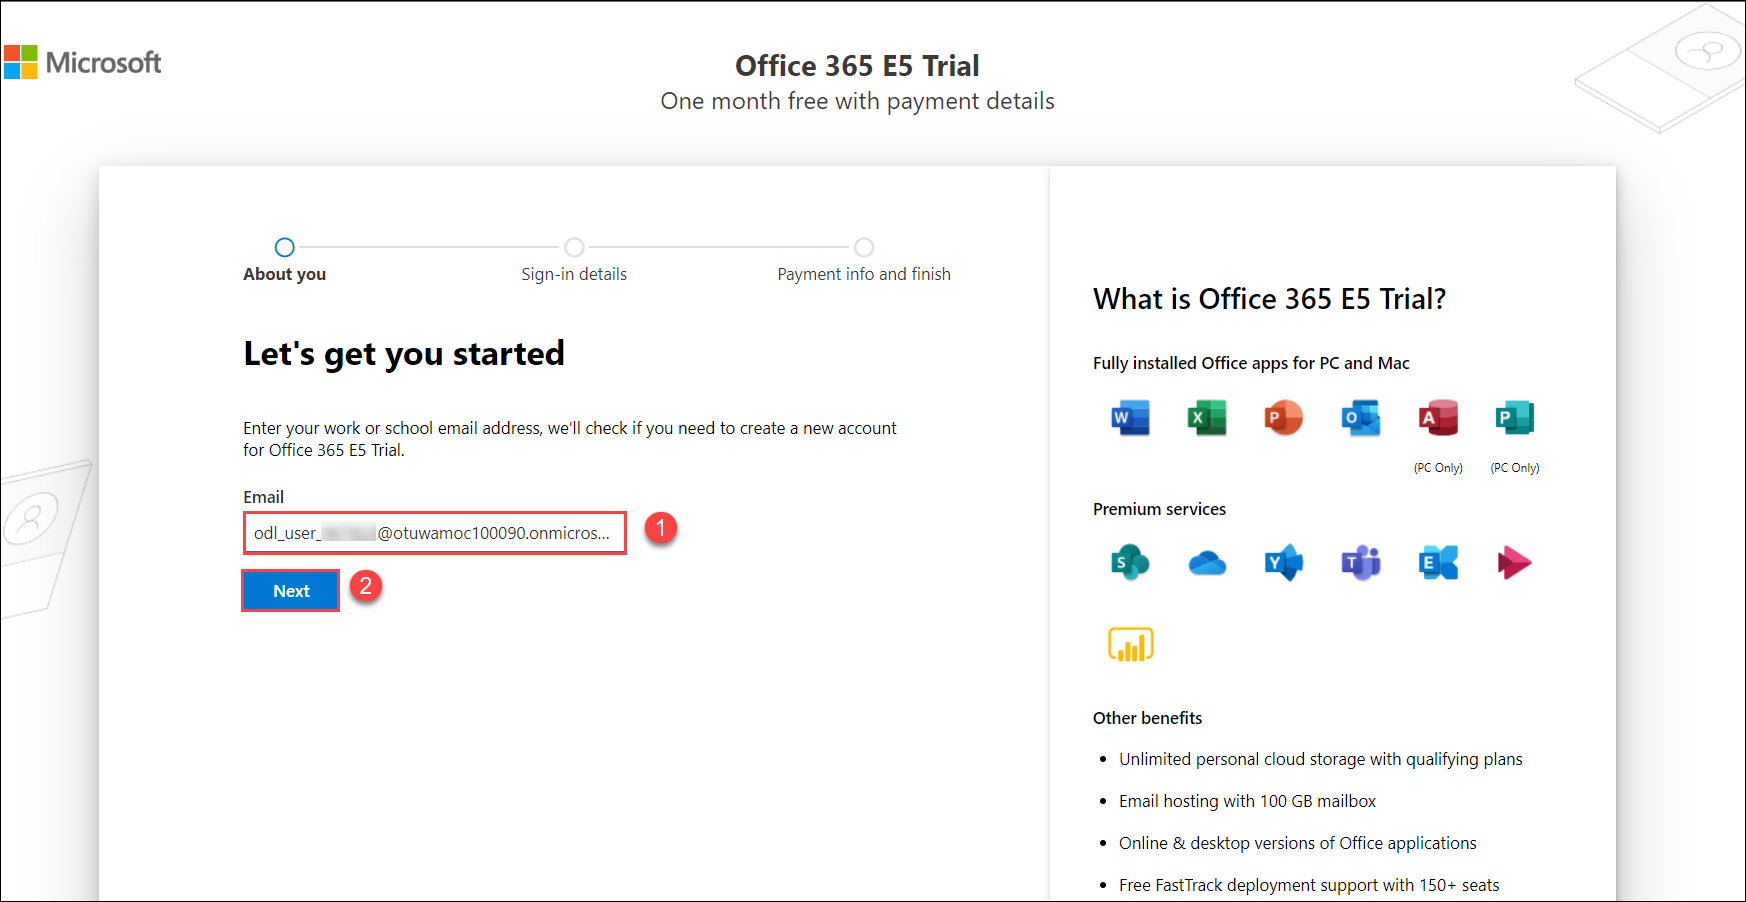 Microsoft
Office 365 E5 Trial
One month free with payment details
About you
Sign-in details
Payment info and finish
Let's get you started
Enter your work or school email address, we'll check if you need to create a new account
for Office 365 E5 Trial.
Email
odl_user_ @otuwamoc100090.onmicros...
1
Next
2
What is Office 365 E5 Trial?
Fully installed Office apps for PC and Mac
W X P O A P
(PC Only) (PC Only)
Premium services
S Y T E
Other benefits
• Unlimited personal cloud storage with qualifying plans
• Email hosting with 100 GB mailbox
• Online & desktop versions of Office applications
• Free FastTrack deployment support with 150+ seats